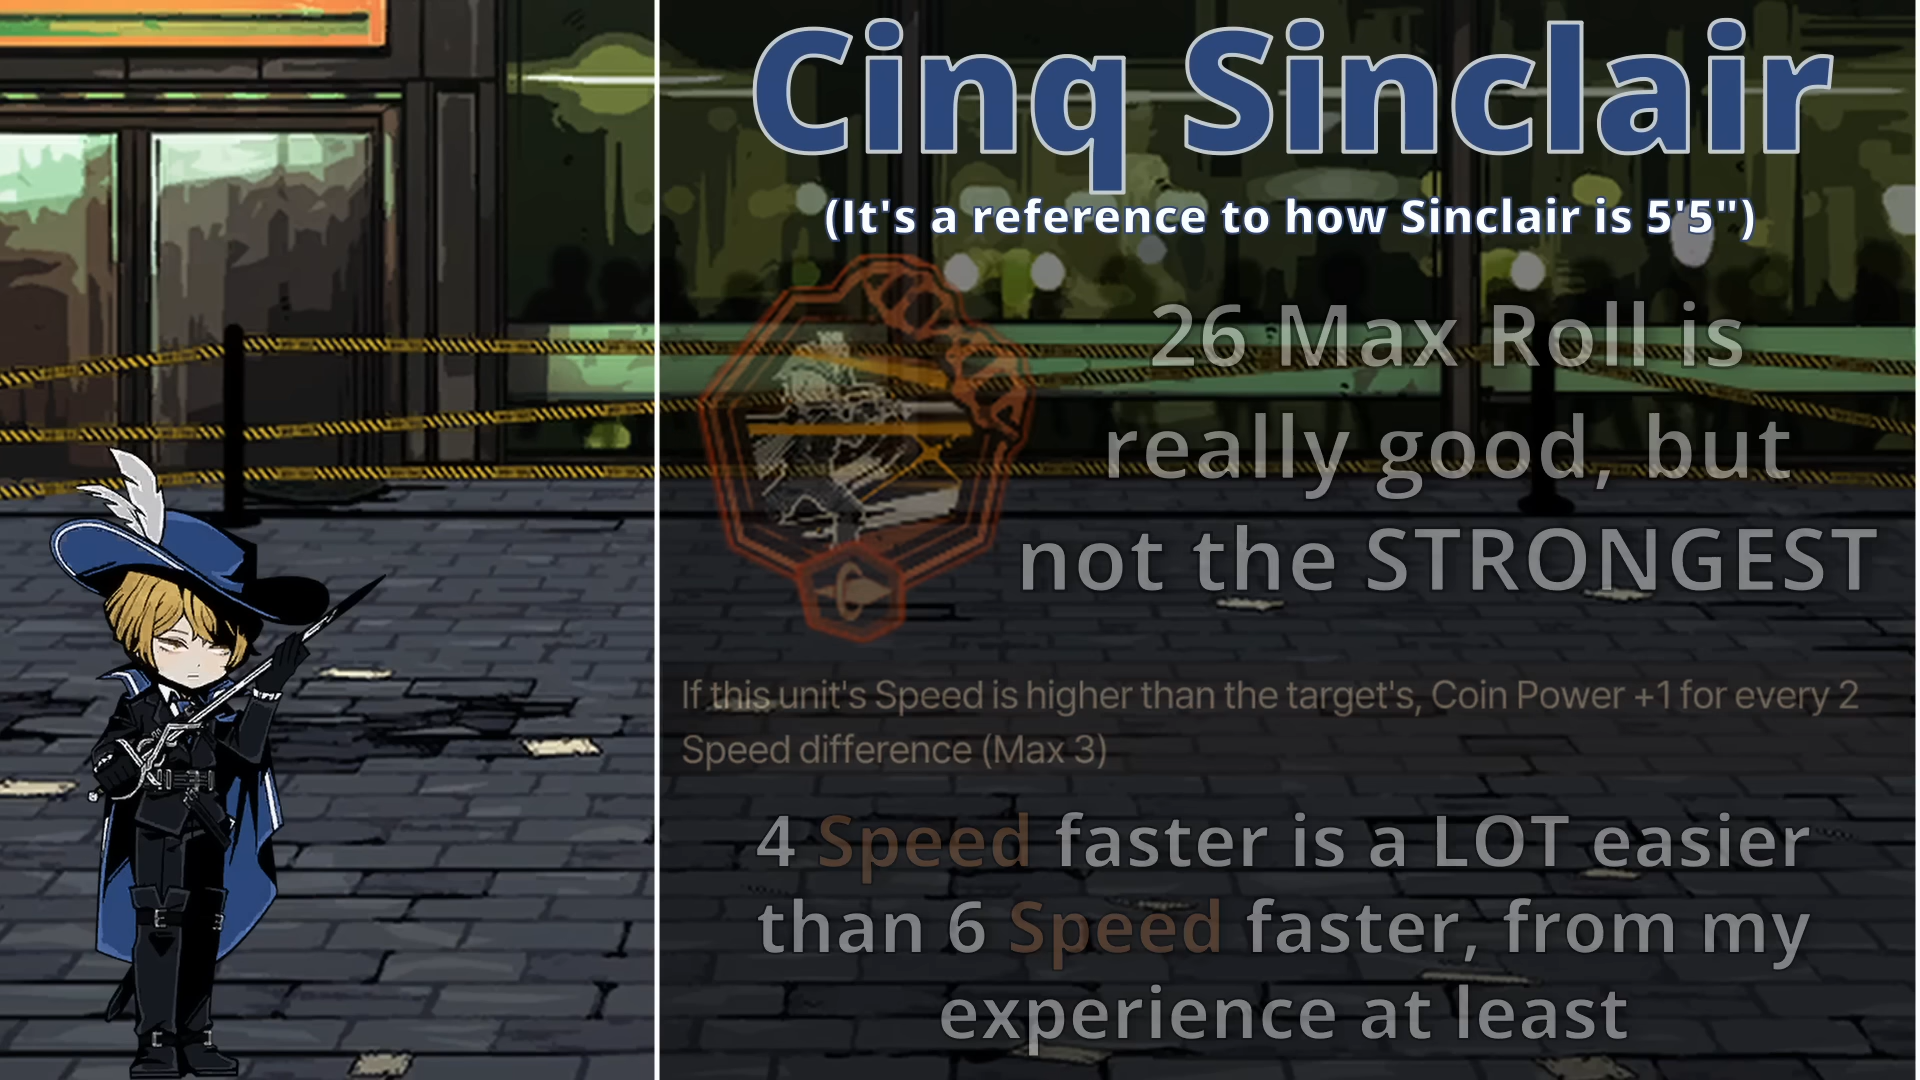 Cinq Sinclair
(It's a reference to how Sinclair is 5'5")
26 Max Roll is
really good, but
not the STRONGEST
If this unit's Speed is higher than the target's, Coin Power +1 for every 2
Speed difference (Max 3)
4 Speed faster is a LOT easier
than 6 Speed faster, from my
experience at least